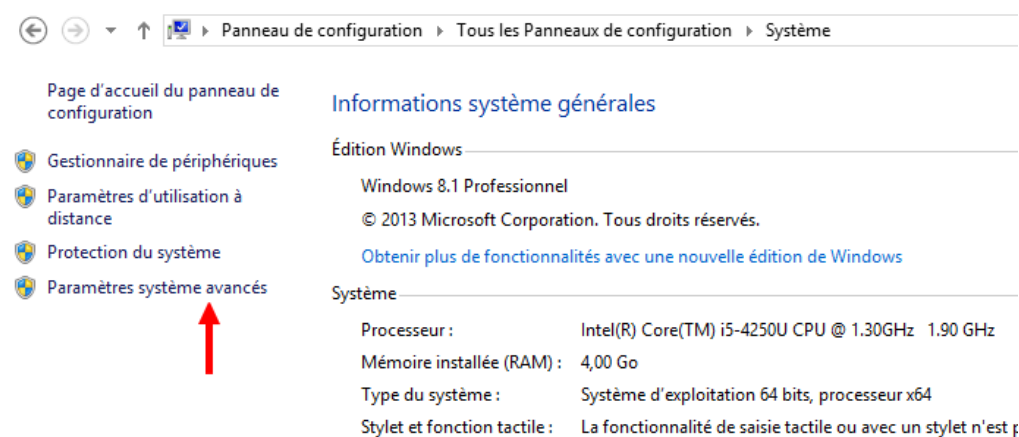 Panneau de configuration Tous les Panneaux de configuration Système
Page d'accueil du panneau de
configuration
Gestionnaire de périphériques
Paramètres d'utilisation à
distance
Protection du système
Paramètres système avancés
Informations système générales
Édition Windows
Windows 8.1 Professionnel
© 2013 Microsoft Corporation. Tous droits réservés.
Obtenir plus de fonctionnalités avec une nouvelle édition de Windows
Système
Processeur : Intel(R) Core(TM) i5-4250U CPU @ 1.30GHz 1.90 GHz
Mémoire installée (RAM) : 4,00 Go
Type du système : Système d'exploitation 64 bits, processeur x64
Stylet et fonction tactile : La fonctionnalité de saisie tactile ou avec un stylet n'est